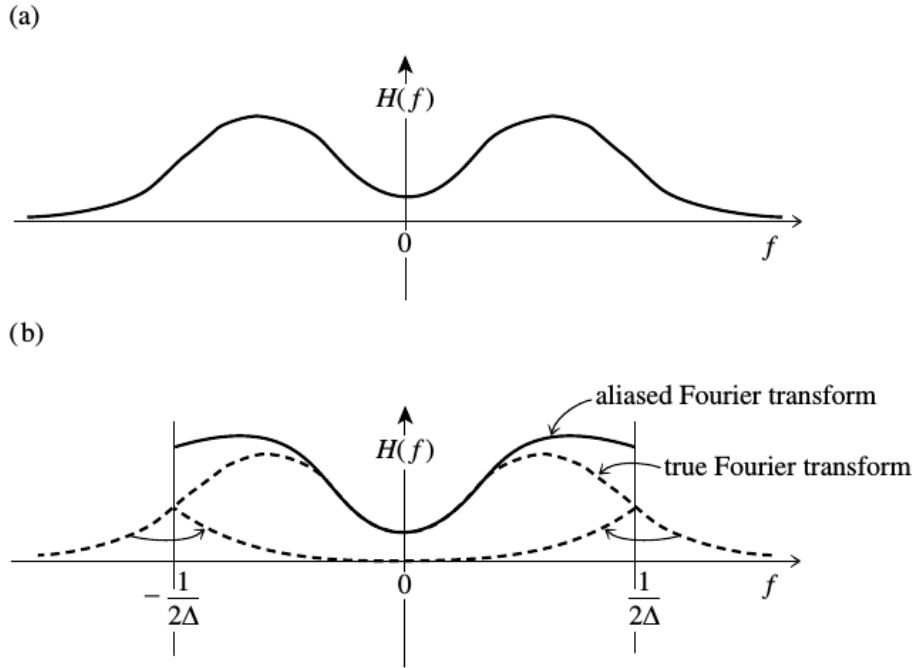 (a)
H(f)
0
f
(b)
aliased Fourier transform
H(f)
true Fourier transform
− 1/2Δ
0
1/2Δ
f